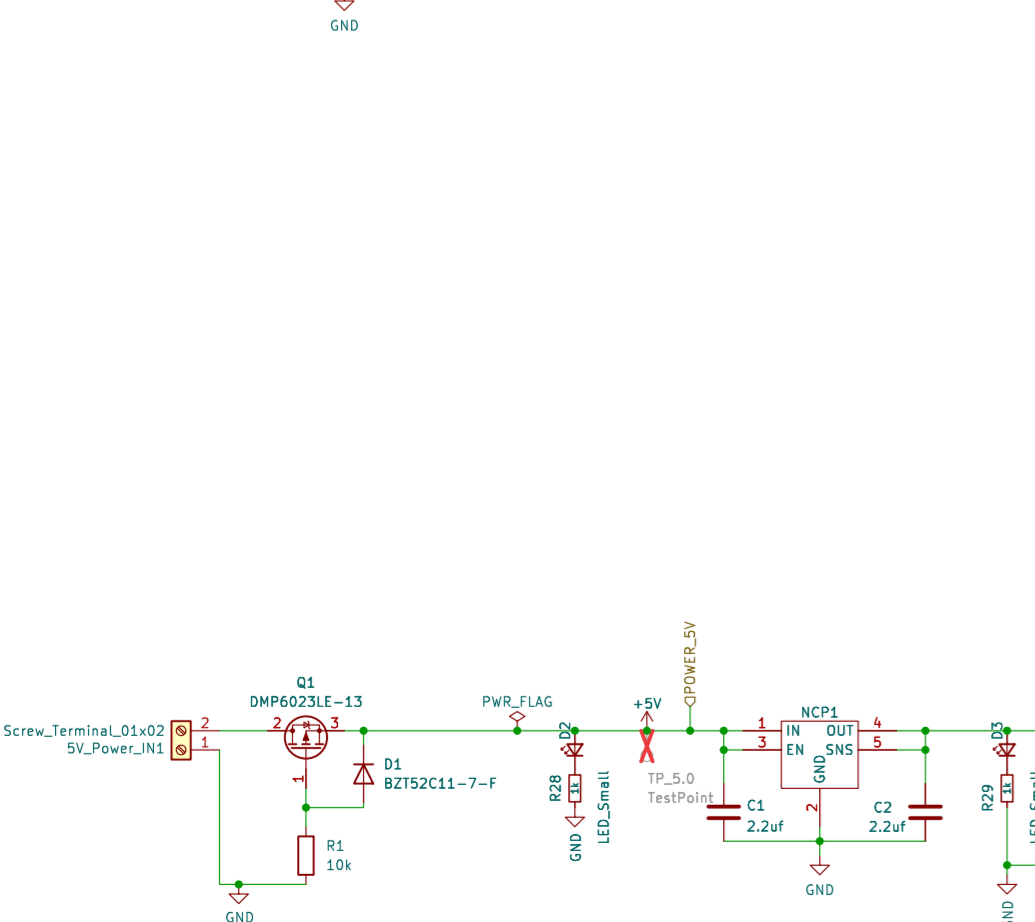 GND
POWER_5V
Q1
DMP6023LE-13
PWR_FLAG
+5V
NCP1
Screw_Terminal_01x02
5V_Power_IN1
2
1
2
3
1
D1
BZT52C11-7-F
D2
R28
1k
LED_Small
GND
TP_5.0
TestPoint
1
3
IN
EN
OUT
SNS
GND
4
5
2
C1
2.2uf
C2
2.2uf
D3
R29
1k
R1
10k
GND
GND
GND